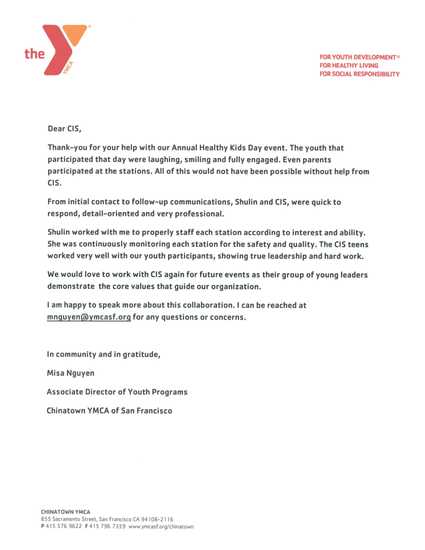 the
FOR YOUTH DEVELOPMENT®
FOR HEALTHY LIVING
FOR SOCIAL RESPONSIBILITY
Dear CIS,
Thank-you for your help with our Annual Healthy Kids Day event. The youth that
participated that day were laughing, smiling and fully engaged. Even parents
participated at the stations. All of this would not have been possible without help from
CIS.
From initial contact to follow-up communications, Shulin and CIS, were quick to
respond, detail-oriented and very professional.
Shulin worked with me to properly staff each station according to interest and ability.
She was continuously monitoring each station for the safety and quality. The CIS teens
worked very well with our youth participants, showing true leadership and hard work.
We would love to work with CIS again for future events as their group of young leaders
demonstrate the core values that guide our organization.
I am happy to speak more about this collaboration. I can be reached at
mnguyen@ymcasf.org for any questions or concerns.
In community and in gratitude,
Misa Nguyen
Associate Director of Youth Programs
Chinatown YMCA of San Francisco
CHINATOWN YMCA
855 Sacramento Street, San Francisco CA 94108-2116
P 415 576 9622 F 415 798 7359 www.ymcasf.org/chinatown